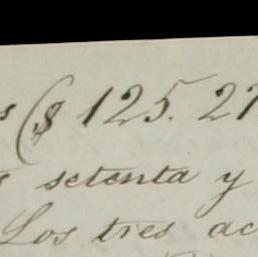 s ($ 125. 27
s setenta y
Los tres ac